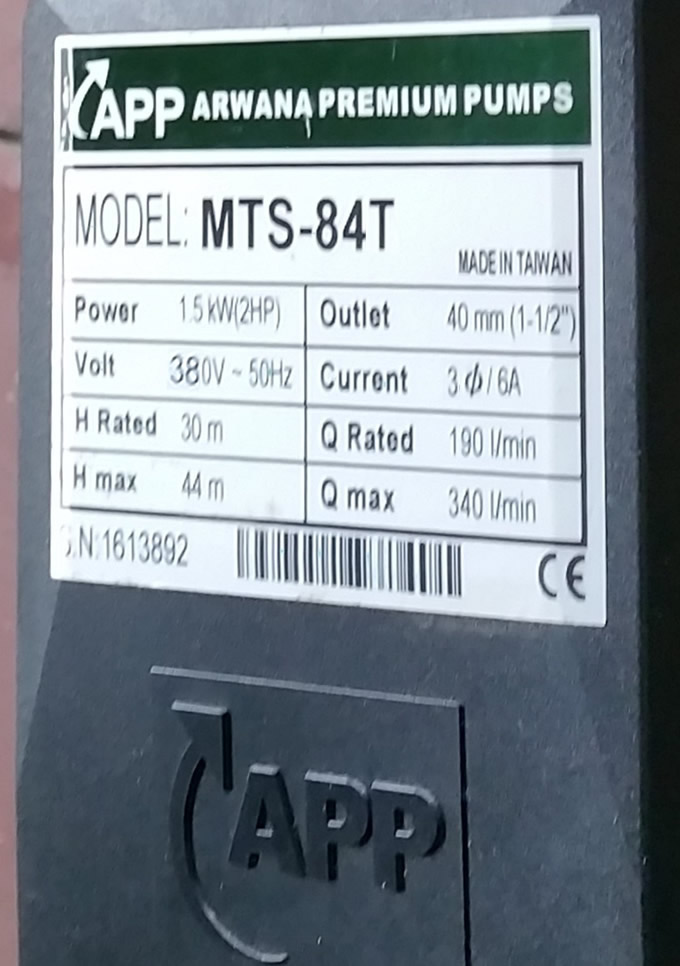 APP ARWANA PREMIUM PUMPS
MODEL: MTS-84T
MADE IN TAIWAN
Power 1.5 kW(2HP) Outlet 40 mm (1-1/2")
Volt 380V ~ 50Hz Current 3 ϕ / 6A
H Rated 30 m Q Rated 190 l/min
H max 44 m Q max 340 l/min
S.N:1613892 CE
APP